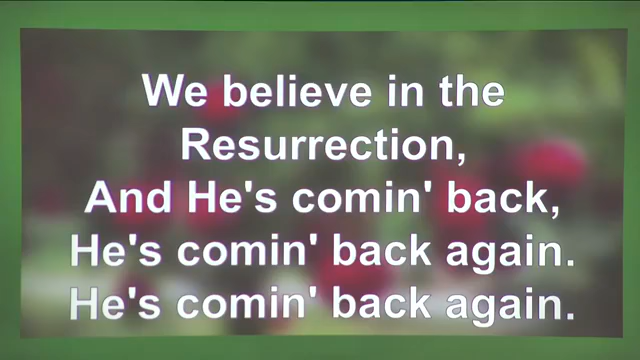 We believe in the
Resurrection,
And He's comin' back,
He's comin' back again.
He's comin' back again.